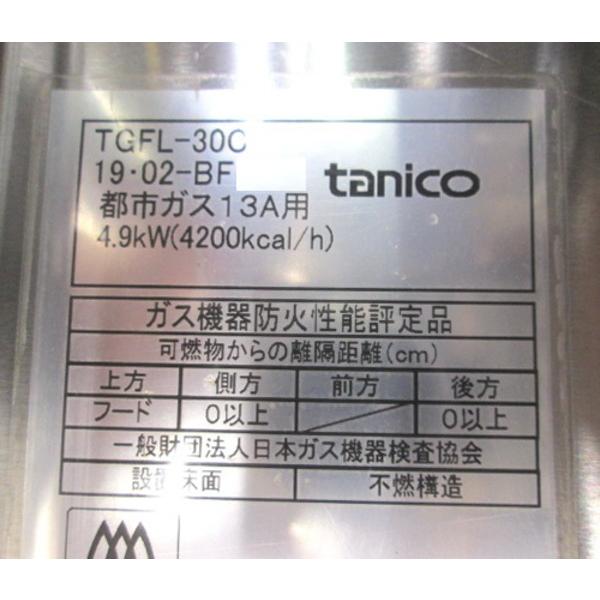 TGFL-30C
19・02-BF
tanico
都市ガス13A用
4.9kW(4200kcal/h)
ガス機器防火性能評定品
可燃物からの離隔距離(cm)
上方 側方 前方 後方
フード 0以上 0以上
一般財団法人日本ガス機器検査協会
設置床面 不燃構造